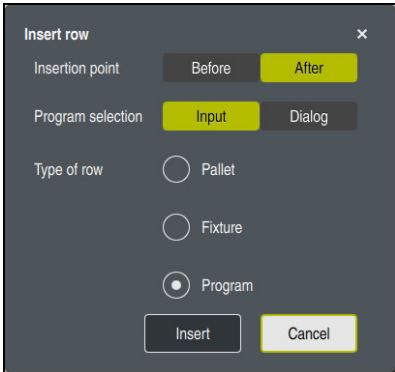 Insert row ×
Insertion point Before After
Program selection Input Dialog
Type of row Pallet
Fixture
Program
Insert Cancel